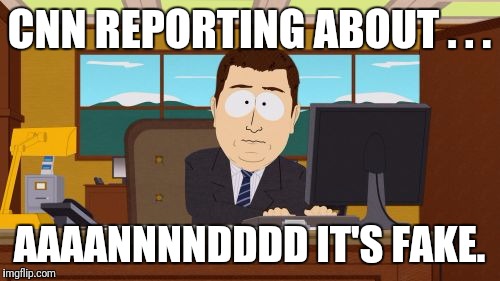 CNN REPORTING ABOUT . . .
AAAANNNNDDDD IT'S FAKE.
imgflip.com